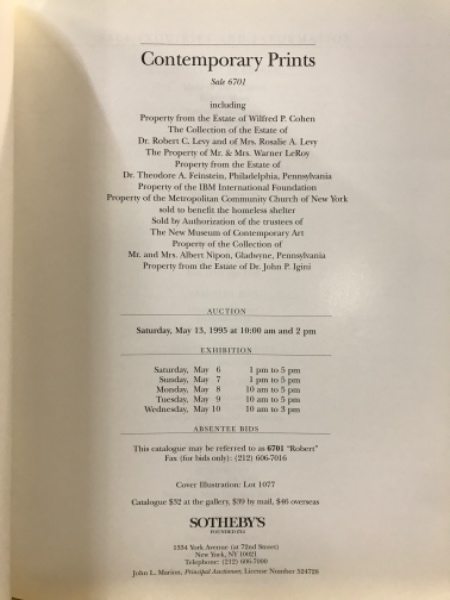 Contemporary Prints
Sale 6701
including
Property from the Estate of Wilfred P. Cohen
The Collection of the Estate of
Dr. Robert C. Levy and of Mrs. Rosalie A. Levy
The Property of Mr. & Mrs. Warner LeRoy
Property from the Estate of
Dr. Theodore A. Feinstein, Philadelphia, Pennsylvania
Property of the IBM International Foundation
Property of the Metropolitan Community Church of New York
sold to benefit the homeless shelter
Sold by Authorization of the trustees of
The New Museum of Contemporary Art
Property of the Collection of
Mr. and Mrs. Albert Nipon, Gladwyne, Pennsylvania
Property from the Estate of Dr. John P. Igini
AUCTION
Saturday, May 13, 1995 at 10:00 am and 2 pm
EXHIBITION
Saturday, May 6 1 pm to 5 pm
Sunday, May 7 1 pm to 5 pm
Monday, May 8 10 am to 5 pm
Tuesday, May 9 10 am to 5 pm
Wednesday, May 10 10 am to 3 pm
ABSENTEE BIDS
This catalogue may be referred to as 6701 "Robert"
Fax (for bids only): (212) 606-7016
Cover Illustration: Lot 1077
Catalogue $32 at the gallery, $39 by mail, $46 overseas
SOTHEBY'S
FOUNDED 1744
1334 York Avenue (at 72nd Street)
New York, NY 10021
Telephone: (212) 606-7000
John L. Marion, Principal Auctioneer, License Number 524728